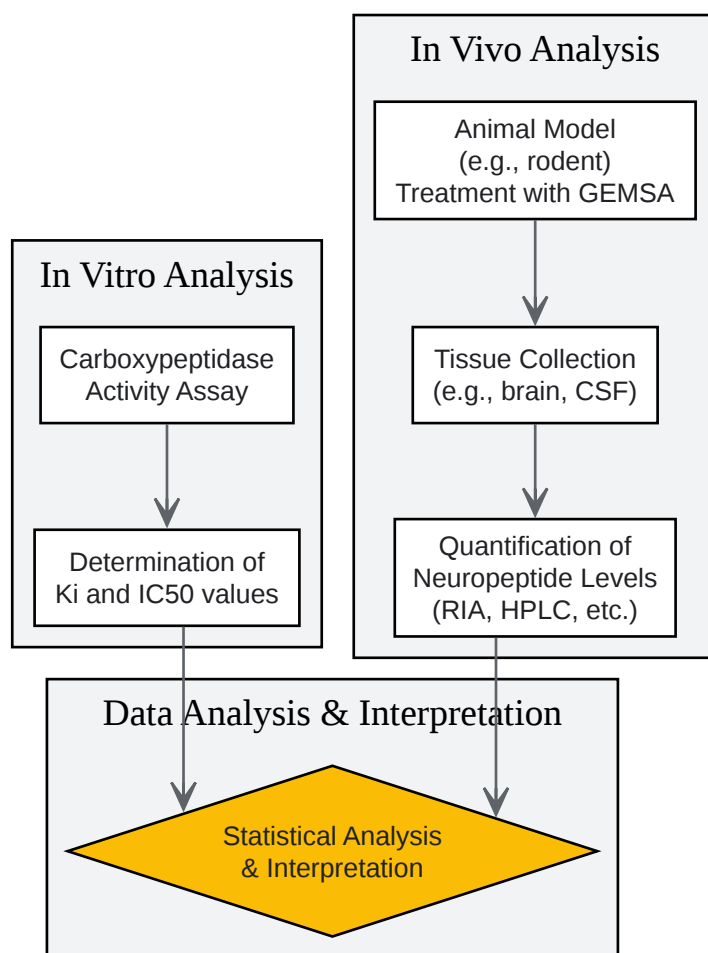 In Vivo Analysis
Animal Model
(e.g., rodent)
Treatment with GEMSA
Tissue Collection
(e.g., brain, CSF)
Quantification of
Neuropeptide Levels
(RIA, HPLC, etc.)
In Vitro Analysis
Carboxypeptidase
Activity Assay
Determination of
Ki and IC50 values
Data Analysis & Interpretation
Statistical Analysis
& Interpretation